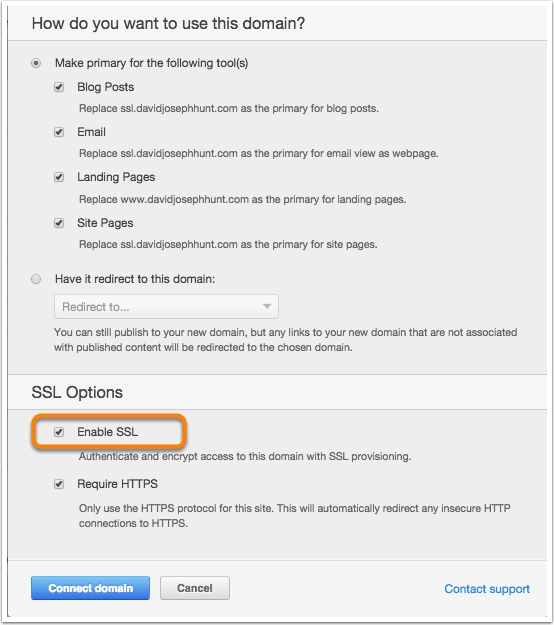 How do you want to use this domain?
Make primary for the following tool(s)
Blog Posts
Replace ssl.davidjosephhunt.com as the primary for blog posts.
Email
Replace ssl.davidjosephhunt.com as the primary for email view as webpage.
Landing Pages
Replace www.davidjosephhunt.com as the primary for landing pages.
Site Pages
Replace ssl.davidjosephhunt.com as the primary for site pages.
Have it redirect to this domain:
Redirect to...
You can still publish to your new domain, but any links to your new domain that are not associated
with published content will be redirected to the chosen domain.
SSL Options
Enable SSL
Authenticate and encrypt access to this domain with SSL provisioning.
Require HTTPS
Only use the HTTPS protocol for this site. This will automatically redirect any insecure HTTP
connections to HTTPS.
Connect domain
Cancel
Contact support